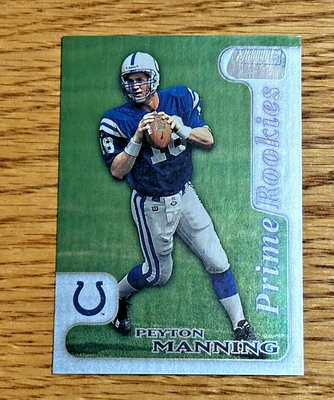 Prime Rookies
18
PEYTON
MANNING